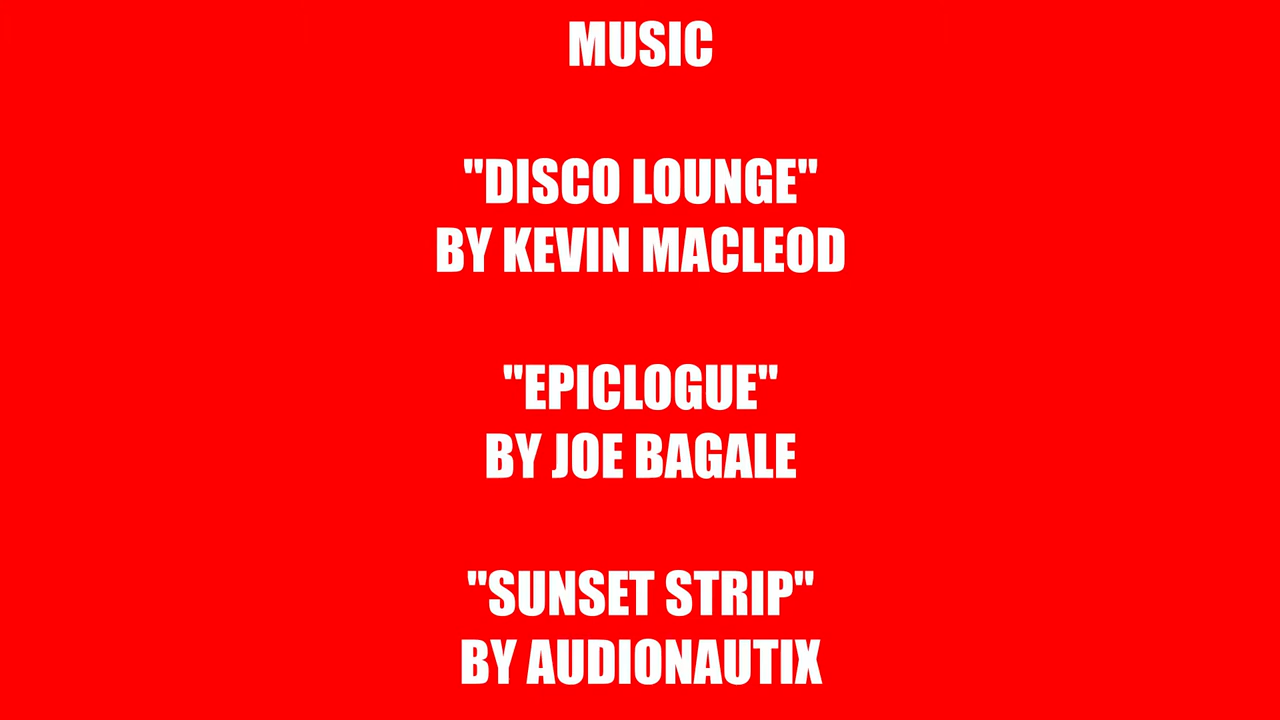 MUSIC
"DISCO LOUNGE"
BY KEVIN MACLEOD
"EPICLOGUE"
BY JOE BAGALE
"SUNSET STRIP"
BY AUDIONAUTIX